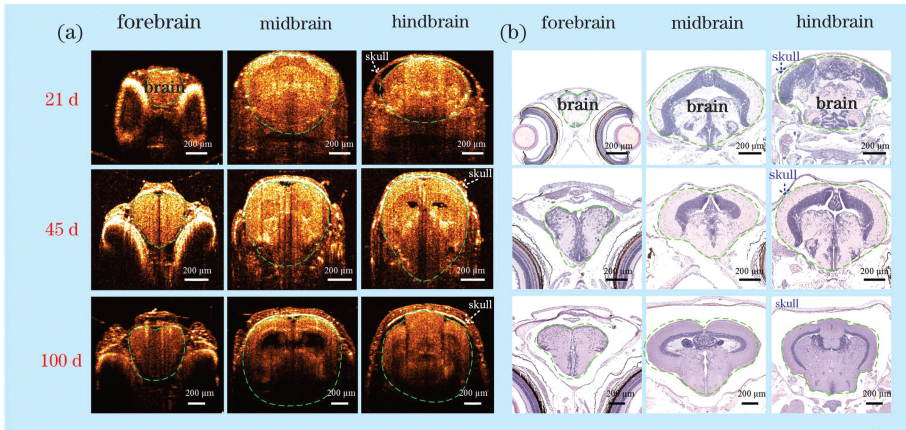 (a)
forebrain
midbrain
hindbrain
(b)
forebrain
midbrain
hindbrain
21 d
brain
200 μm
200 μm
skull
200 μm
brain
200 μm
brain
200 μm
skull
brain
200 μm
45 d
200 μm
200 μm
skull
200 μm
200 μm
200 μm
skull
200 μm
100 d
200 μm
200 μm
skull
200 μm
200 μm
200 μm
skull
200 μm